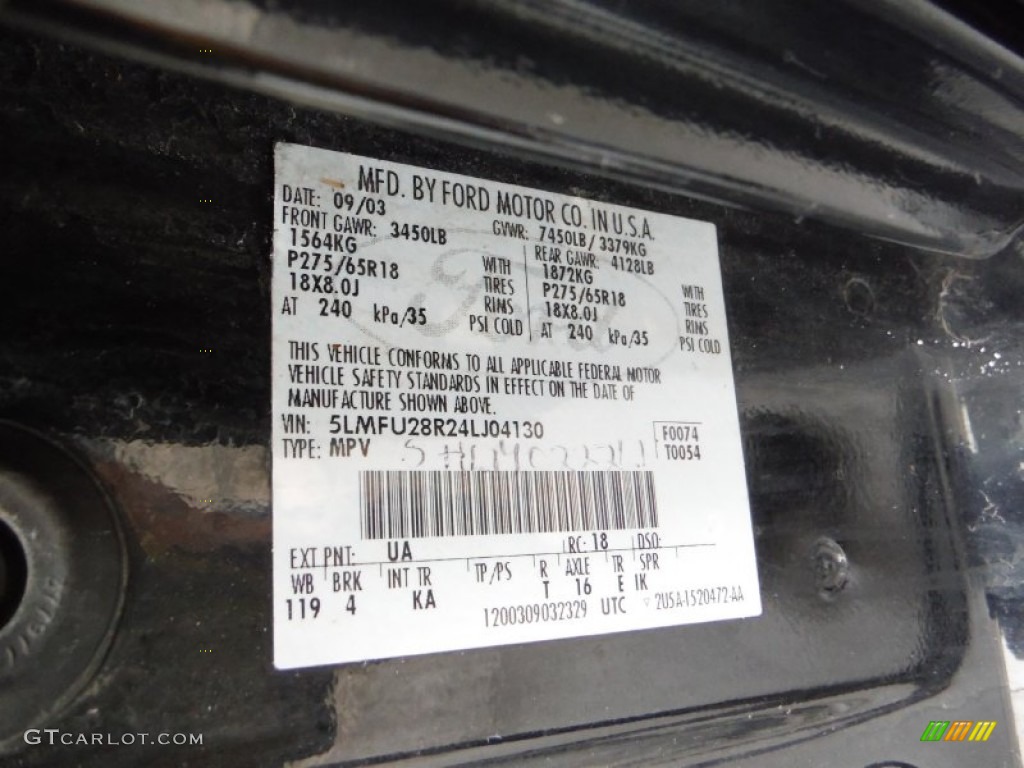 MFD. BY FORD MOTOR CO. IN U.S.A.
DATE: 09/03 GVWR: 7450LB / 3379KG
FRONT GAWR: 3450LB REAR GAWR: 4128LB
1564KG WITH 1872KG WITH
P275/65R18 TIRES P275/65R18 TIRES
18X8.0J RINS 18X8.0J RINS
AT 240 kPa/35 PSI COLD AT 240 kPa/35 PSI COLD
THIS VEHICLE CONFORMS TO ALL APPLICABLE FEDERAL MOTOR
VEHICLE SAFETY STANDARDS IN EFFECT ON THE DATE OF
MANUFACTURE SHOWN ABOVE.
VIN: 5LMFU28R24LJ04130 F0074
TYPE: MPV T0054
EXT PNT: UA RC: 18 DSO:
WB BRK INT TR TP/PS R AXLE TR SPR
119 4 KA T 16 E IK
1200309032329 UTC ▽ 2U5A-1520472-AA
Ford
GTCARLOT.COM